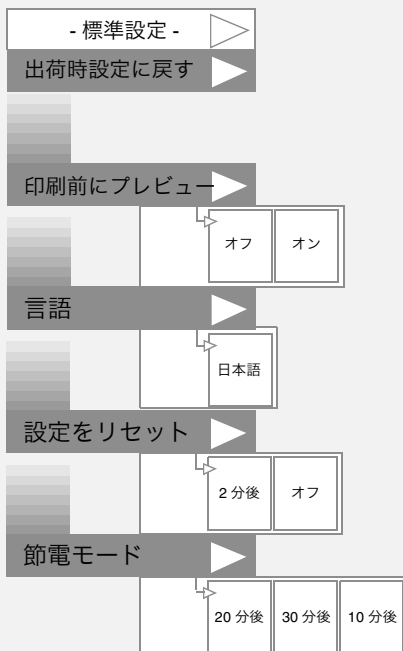 - 標準設定 -
出荷時設定に戻す
印刷前にプレビュー
オフ オン
言語
日本語
設定をリセット
2 分後 オフ
節電モード
20 分後 30 分後 10 分後